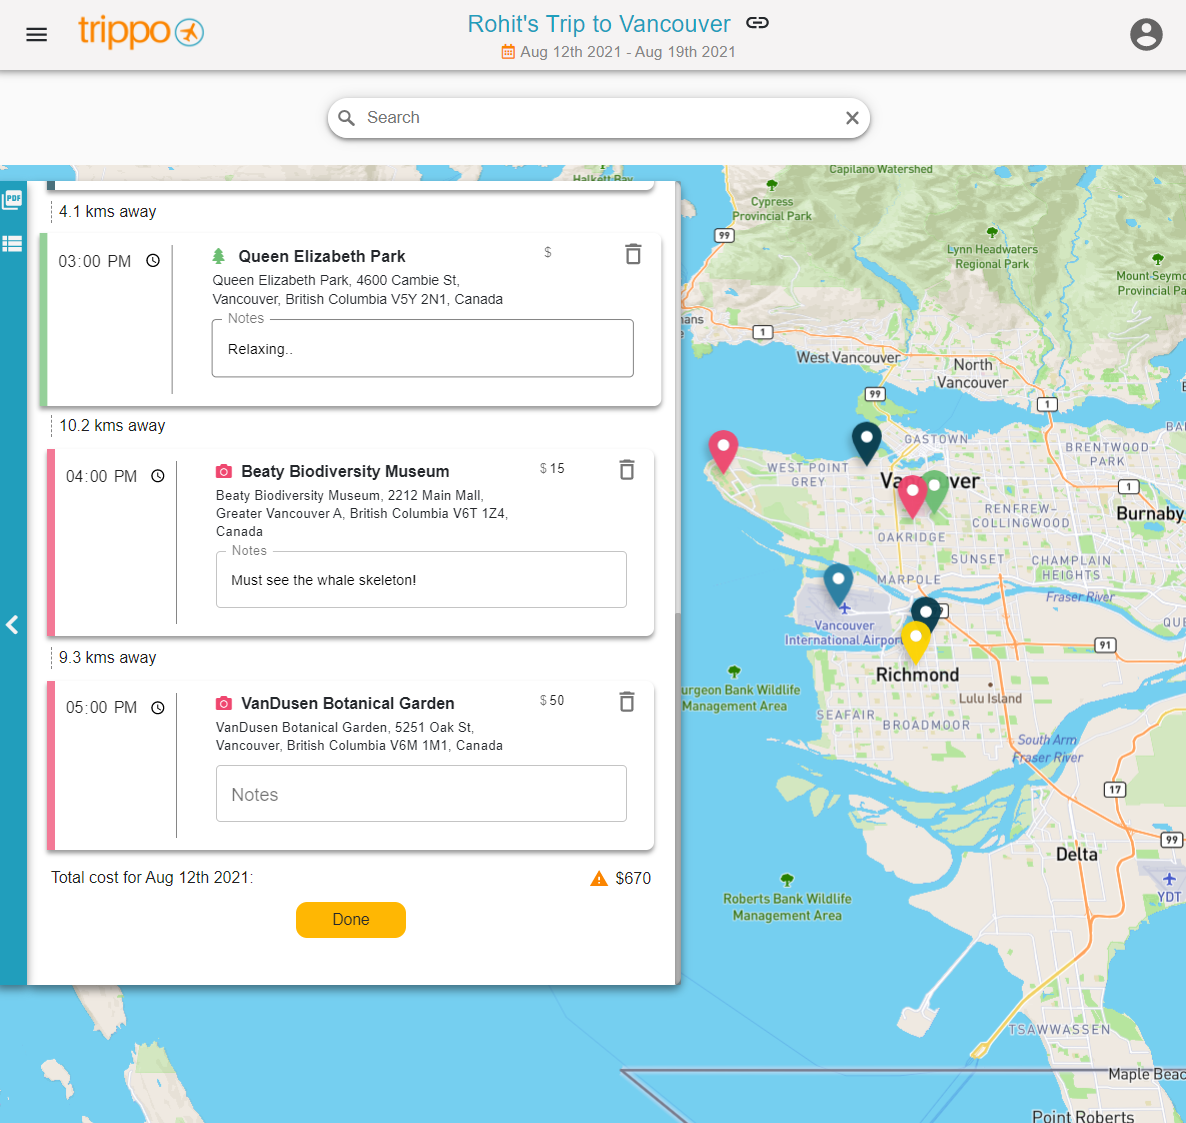 trippo
Rohit's Trip to Vancouver
Aug 12th 2021 - Aug 19th 2021
Search
PDF
4.1 kms away
03:00 PM
Queen Elizabeth Park
$
Queen Elizabeth Park, 4600 Cambie St,
Vancouver, British Columbia V5Y 2N1, Canada
Notes
Relaxing..
10.2 kms away
04:00 PM
Beaty Biodiversity Museum
$ 15
Beaty Biodiversity Museum, 2212 Main Mall,
Greater Vancouver A, British Columbia V6T 1Z4,
Canada
Notes
Must see the whale skeleton!
9.3 kms away
05:00 PM
VanDusen Botanical Garden
$ 50
VanDusen Botanical Garden, 5251 Oak St,
Vancouver, British Columbia V6M 1M1, Canada
Notes
Total cost for Aug 12th 2021:
$670
Done
Halkett Bay
Capilano Watershed
Cypress
Provincial Park
99
Lynn Headwaters
Regional Park
Mount Seymo
Provincial Pa
1
West Vancouver
North
Vancouver
99
1
GASTOWN
BRENTWOOD
PARK
WEST POINT
GREY
1
Burnaby
RENFREW-
COLLINGWOOD
OAKRIDGE
SUNSET
CHAMPLAIN
HEIGHTS
MARPOLE
Fraser River
Vancouver
International Airport
91
Richmond
urgeon Bank Wildlife
Management Area
Lulu Island
SEAFAIR
BROADMOOR
South Arm
Fraser River
17
99
Delta
YDT
Roberts Bank Wildlife
Management Area
TSAWWASSEN
Maple Beac
Point Roberts